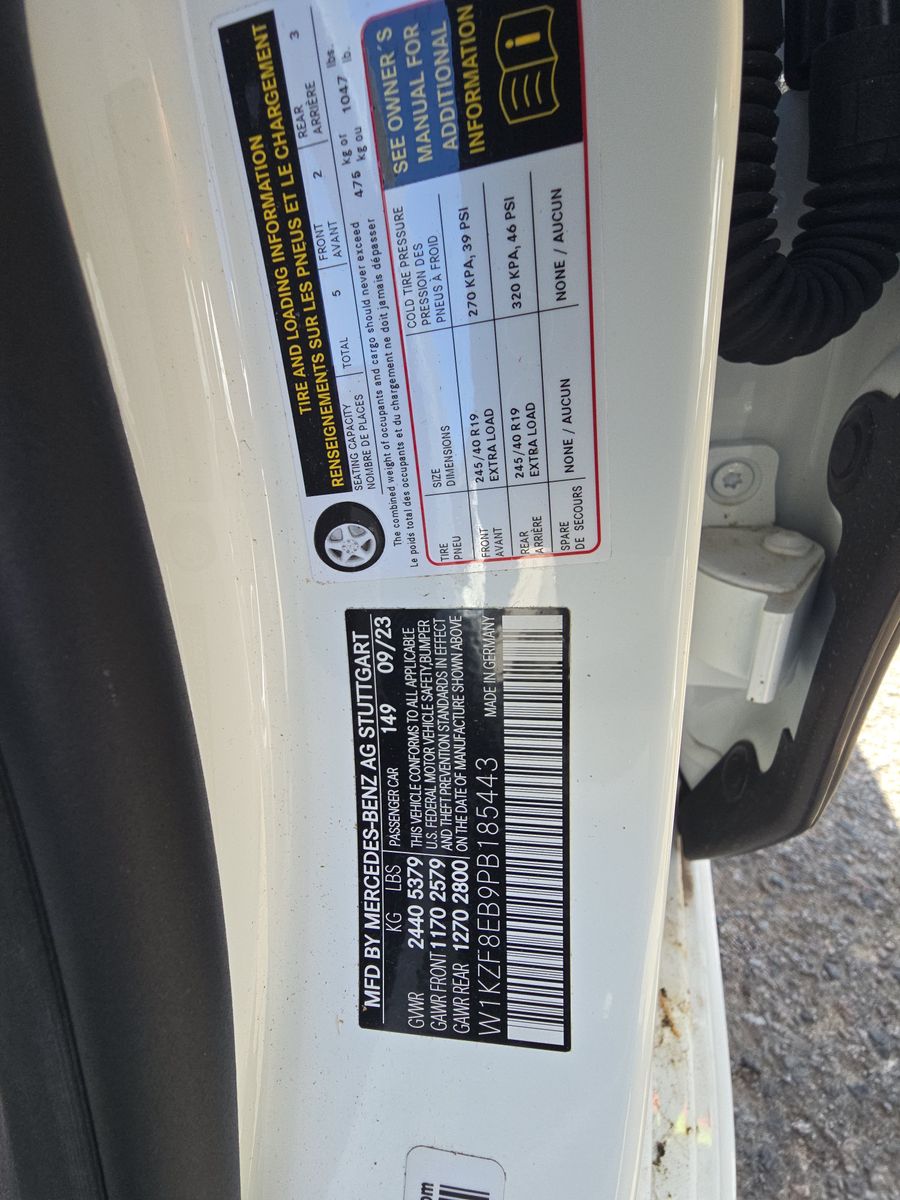 TIRE AND LOADING INFORMATION
RENSEIGNEMENTS SUR LES PNEUS ET LE CHARGEMENT
SEATING CAPACITY
NOMBRE DE PLACES
TOTAL 5
FRONT
AVANT
2
REAR
ARRIÈRE
3
The combined weight of occupants and cargo should never exceed
Le poids total des occupants et du chargement ne doit jamais dépasser
475 kg or 1047 lbs.
kg ou lb.
TIRE
PNEU
SIZE
DIMENSIONS
COLD TIRE PRESSURE
PRESSION DES
PNEUS À FROID
FRONT
AVANT
245/40 R19
EXTRA LOAD
270 KPA, 39 PSI
REAR
ARRIÈRE
245/40 R19
EXTRA LOAD
320 KPA, 46 PSI
SPARE
DE SECOURS
NONE / AUCUN
NONE / AUCUN
SEE OWNER'S
MANUAL FOR
ADDITIONAL
INFORMATION
i
MFD BY MERCEDES-BENZ AG STUTTGART
KG LBS PASSENGER CAR 149 09/23
GVWR 2440 5379
GAWR FRONT 1170 2579
GAWR REAR 1270 2800
THIS VEHICLE CONFORMS TO ALL APPLICABLE
U.S. FEDERAL MOTOR VEHICLE SAFETY,BUMPER
AND THEFT PREVENTION STANDARDS IN EFFECT
ON THE DATE OF MANUFACTURE SHOWN ABOVE
W1KZF8EB9PB185443 MADE IN GERMANY